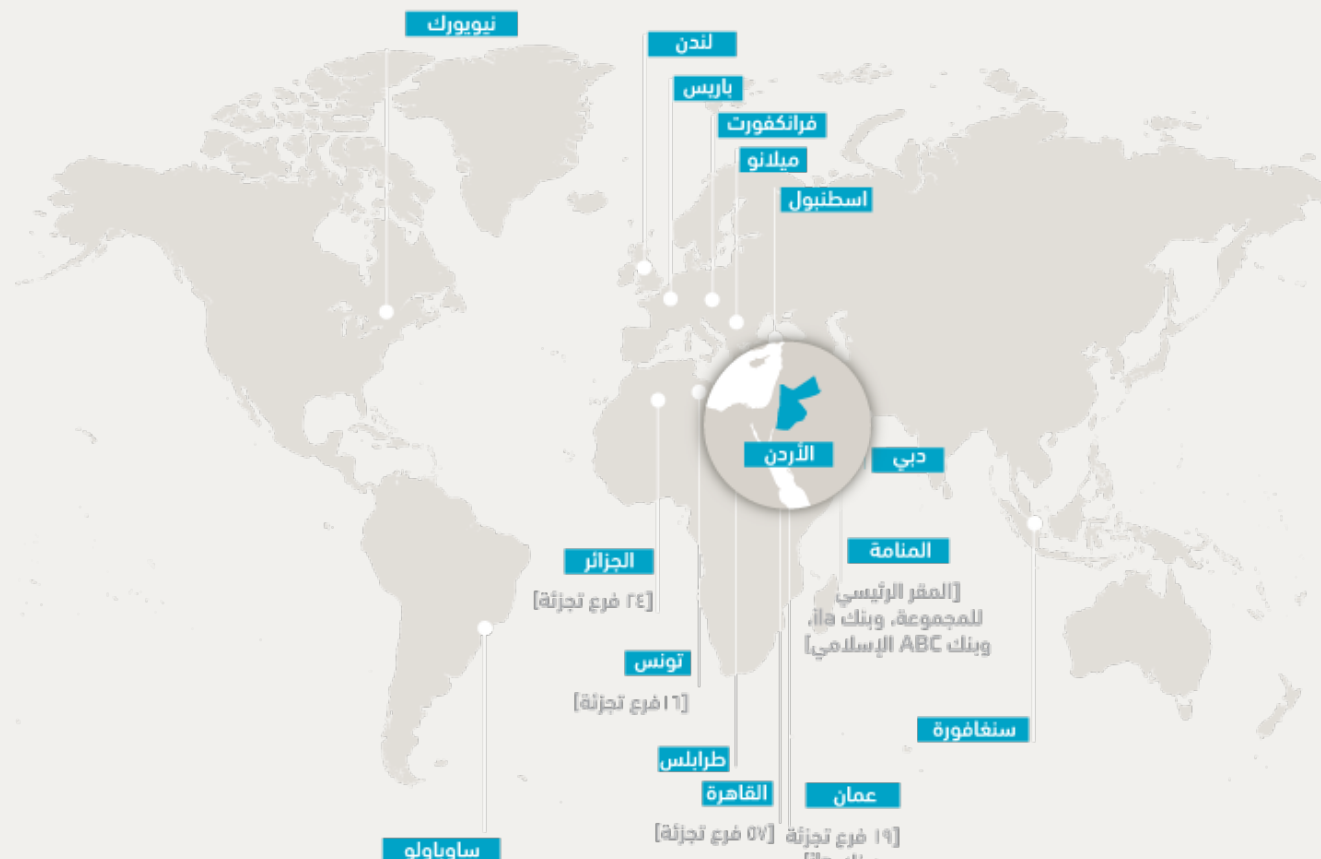 نيويورك
لندن
باريس
فرانكفورت
ميلانو
اسطنبول
الأردن
دبي
المنامة
[المقر الرئيسي
للمجموعة، وبنك ila،
وبنك ABC الإسلامي]
الجزائر
[٢٤ فرع تجزئة]
تونس
[١٦فرع تجزئة]
سنغافورة
طرابلس
القاهرة
[٥٧ فرع تجزئة]
عمان
[١٩ فرع تجزئة
ساوباولو